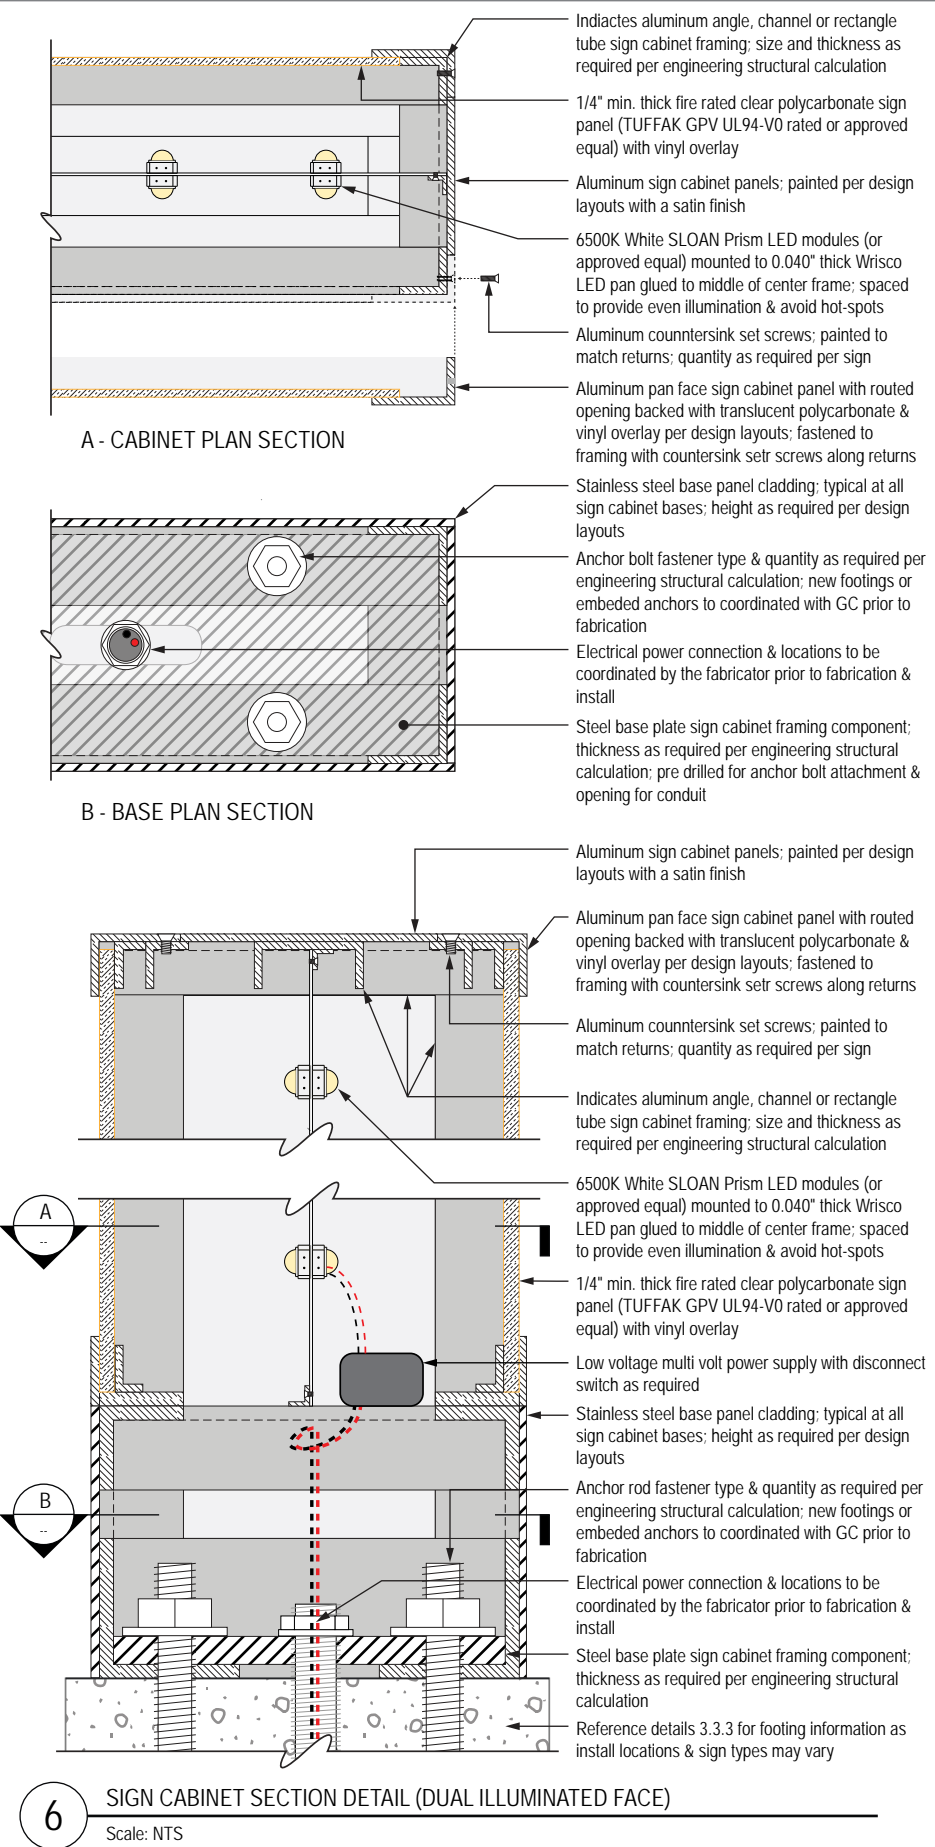 Indiactes aluminum angle, channel or rectangle
tube sign cabinet framing; size and thickness as
required per engineering structural calculation
1/4" min. thick fire rated clear polycarbonate sign
panel (TUFFAK GPV UL94-V0 rated or approved
equal) with vinyl overlay
Aluminum sign cabinet panels; painted per design
layouts with a satin finish
6500K White SLOAN Prism LED modules (or
approved equal) mounted to 0.040" thick Wrisco
LED pan glued to middle of center frame; spaced
to provide even illumination & avoid hot-spots
Aluminum counntersink set screws; painted to
match returns; quantity as required per sign
Aluminum pan face sign cabinet panel with routed
opening backed with translucent polycarbonate &
vinyl overlay per design layouts; fastened to
framing with countersink setr screws along returns
A - CABINET PLAN SECTION
Stainless steel base panel cladding; typical at all
sign cabinet bases; height as required per design
layouts
Anchor bolt fastener type & quantity as required per
engineering structural calculation; new footings or
embeded anchors to coordinated with GC prior to
fabrication
Electrical power connection & locations to be
coordinated by the fabricator prior to fabrication &
install
Steel base plate sign cabinet framing component;
thickness as required per engineering structural
calculation; pre drilled for anchor bolt attachment &
opening for conduit
B - BASE PLAN SECTION
Aluminum sign cabinet panels; painted per design
layouts with a satin finish
Aluminum pan face sign cabinet panel with routed
opening backed with translucent polycarbonate &
vinyl overlay per design layouts; fastened to
framing with countersink setr screws along returns
Aluminum counntersink set screws; painted to
match returns; quantity as required per sign
Indicates aluminum angle, channel or rectangle
tube sign cabinet framing; size and thickness as
required per engineering structural calculation
6500K White SLOAN Prism LED modules (or
approved equal) mounted to 0.040" thick Wrisco
LED pan glued to middle of center frame; spaced
to provide even illumination & avoid hot-spots
A
--
1/4" min. thick fire rated clear polycarbonate sign
panel (TUFFAK GPV UL94-V0 rated or approved
equal) with vinyl overlay
Low voltage multi volt power supply with disconnect
switch as required
Stainless steel base panel cladding; typical at all
sign cabinet bases; height as required per design
layouts
B
--
Anchor rod fastener type & quantity as required per
engineering structural calculation; new footings or
embeded anchors to coordinated with GC prior to
fabrication
Electrical power connection & locations to be
coordinated by the fabricator prior to fabrication &
install
Steel base plate sign cabinet framing component;
thickness as required per engineering structural
calculation
Reference details 3.3.3 for footing information as
install locations & sign types may vary
6
SIGN CABINET SECTION DETAIL (DUAL ILLUMINATED FACE)
Scale: NTS